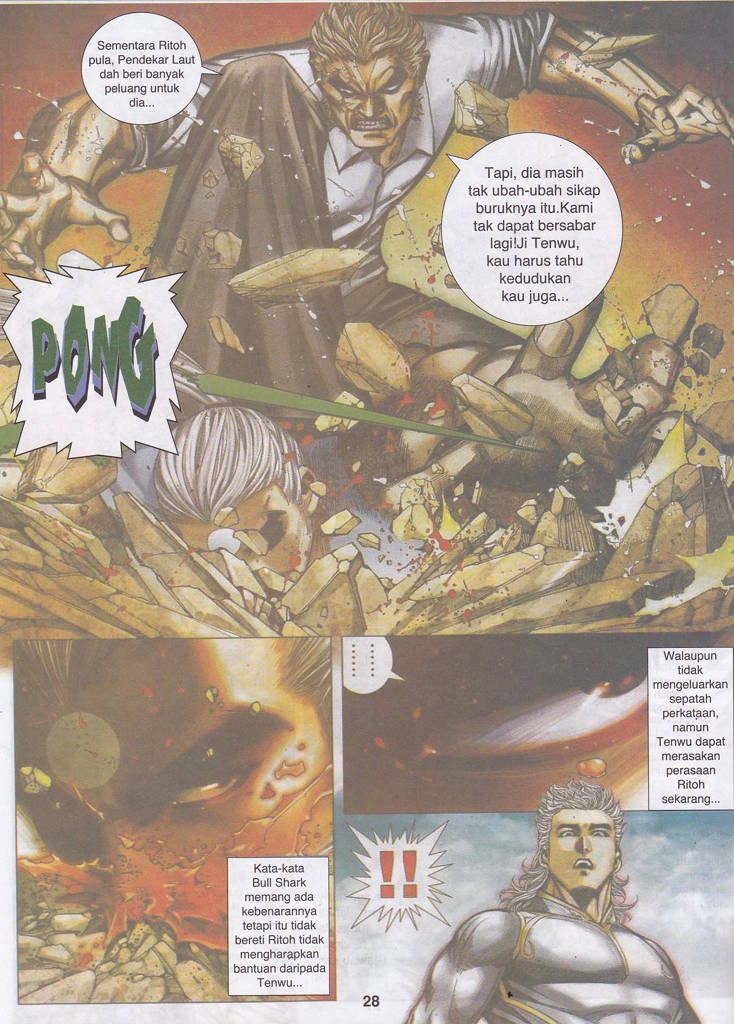 Sementara Ritoh
pula, Pendekar Laut
dah beri banyak
peluang untuk
dia...
Tapi, dia masih
tak ubah-ubah sikap
buruknya itu.Kami
tak dapat bersabar
lagi!Ji Tenwu,
kau harus tahu
kedudukan
kau juga...
PONG
Kata-kata
Bull Shark
memang ada
kebenarannya
tetapi itu tidak
bereti Ritoh tidak
mengharapkan
bantuan daripada
Tenwu...
Walaupun
tidak
mengeluarkan
sepatah
perkataan,
namun
Tenwu dapat
merasakan
perasaan
Ritoh
sekarang...
!!
28